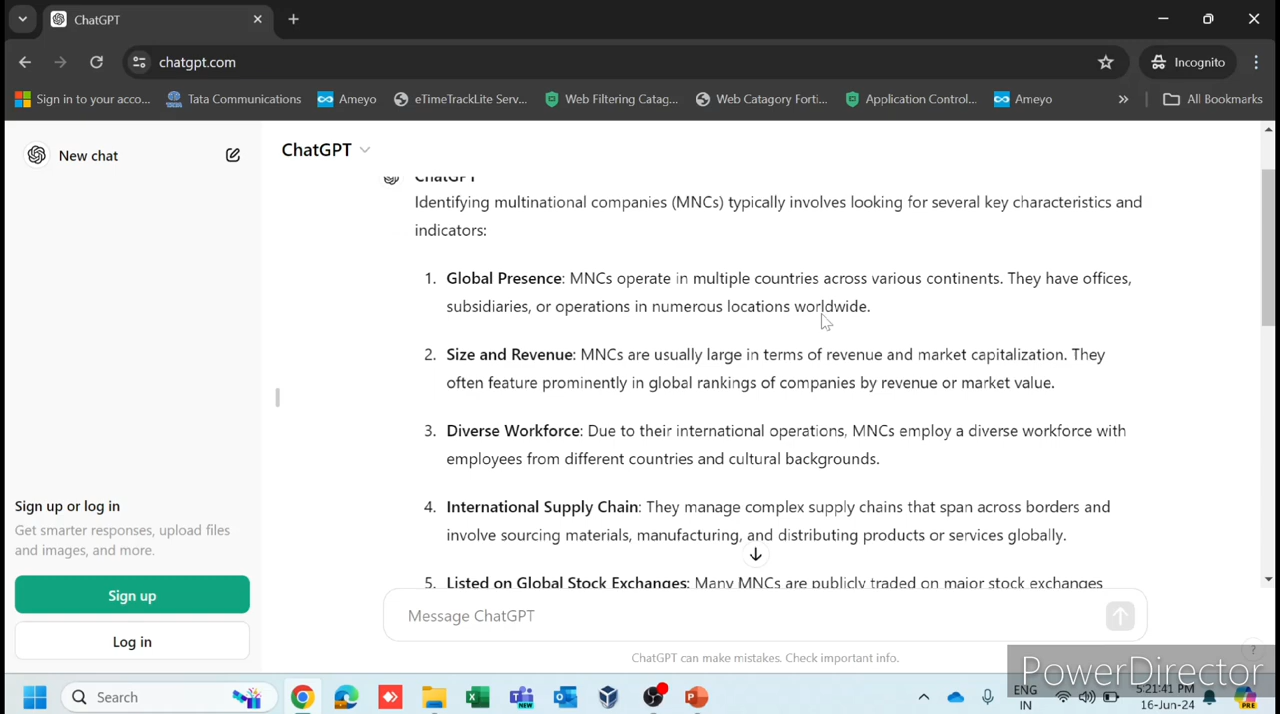 ChatGPT
chatgpt.com
Incognito
Sign in to your acco...
Tata Communications
Ameyo
eTimeTrackLite Serv...
Web Filtering Catag...
Web Catagory Forti...
Application Control...
Ameyo
All Bookmarks
New chat
ChatGPT
ChatGPT
Identifying multinational companies (MNCs) typically involves looking for several key characteristics and
indicators:
1. Global Presence: MNCs operate in multiple countries across various continents. They have offices,
subsidiaries, or operations in numerous locations worldwide.
2. Size and Revenue: MNCs are usually large in terms of revenue and market capitalization. They
often feature prominently in global rankings of companies by revenue or market value.
3. Diverse Workforce: Due to their international operations, MNCs employ a diverse workforce with
employees from different countries and cultural backgrounds.
4. International Supply Chain: They manage complex supply chains that span across borders and
involve sourcing materials, manufacturing, and distributing products or services globally.
5. Listed on Global Stock Exchanges: Many MNCs are publicly traded on major stock exchanges
Sign up or log in
Get smarter responses, upload files
and images, and more.
Sign up
Log in
Message ChatGPT
ChatGPT can make mistakes. Check important info.
?
PowerDirector
Search
NEW
ENG
IN
5:21:41 PM
16-Jun-24
PRE